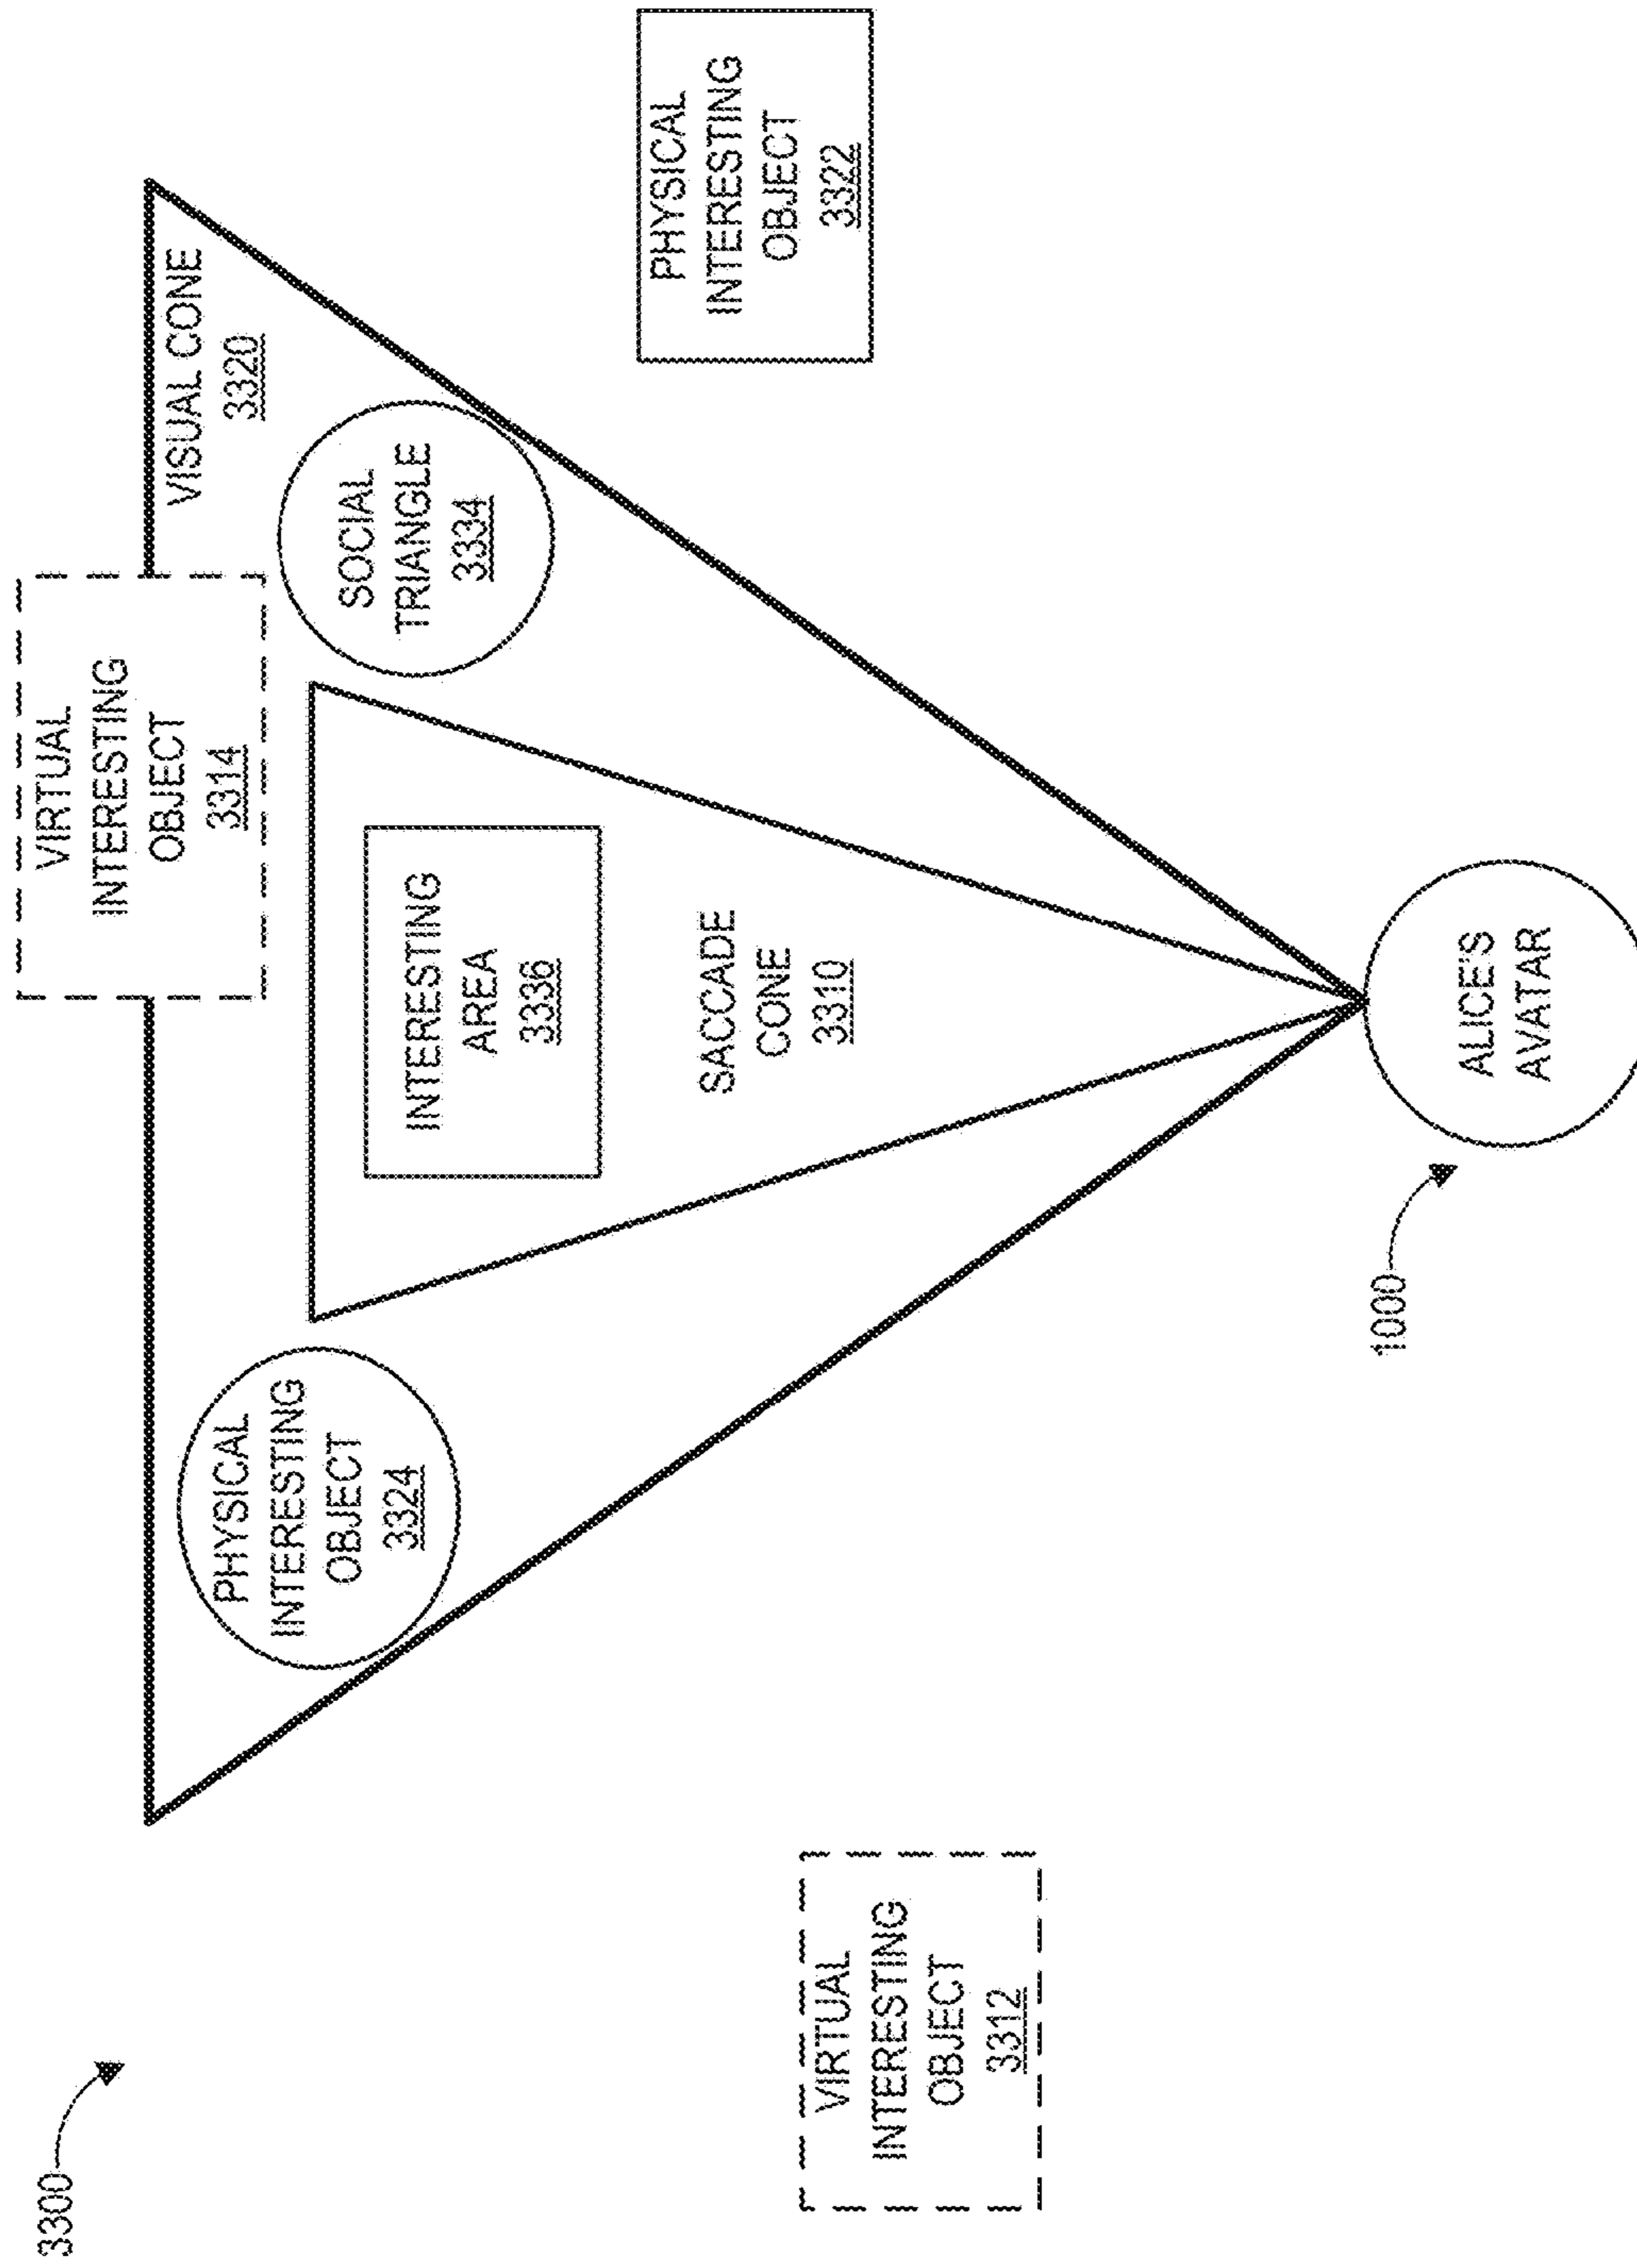 3300
VIRTUAL
INTERESTING
OBJECT
3314
VISUAL CONE
3320
PHYSICAL
INTERESTING
OBJECT
3324
SOCIAL
TRIANGLE
3334
INTERESTING
AREA
3336
PHYSICAL
INTERESTING
OBJECT
3322
SACCADE
CONE
3310
VIRTUAL
INTERESTING
OBJECT
3312
1000
ALICE'S
AVATAR